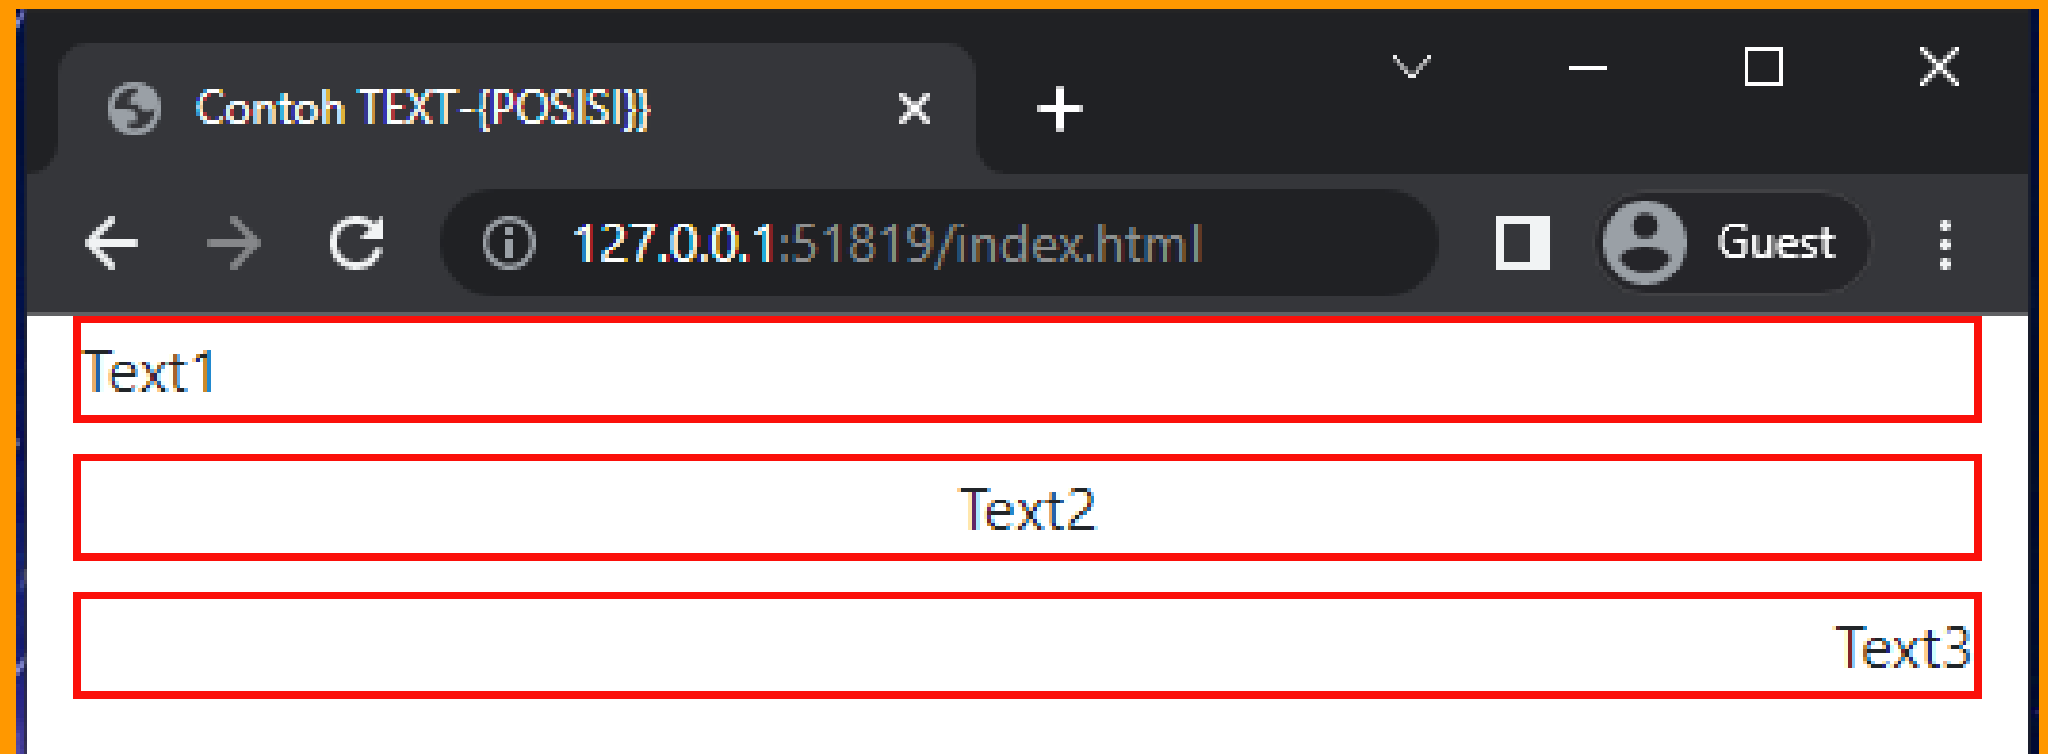 Contoh TEXT-{POSISI}}
127.0.0.1:51819/index.html
Guest
Text1
Text2
Text3